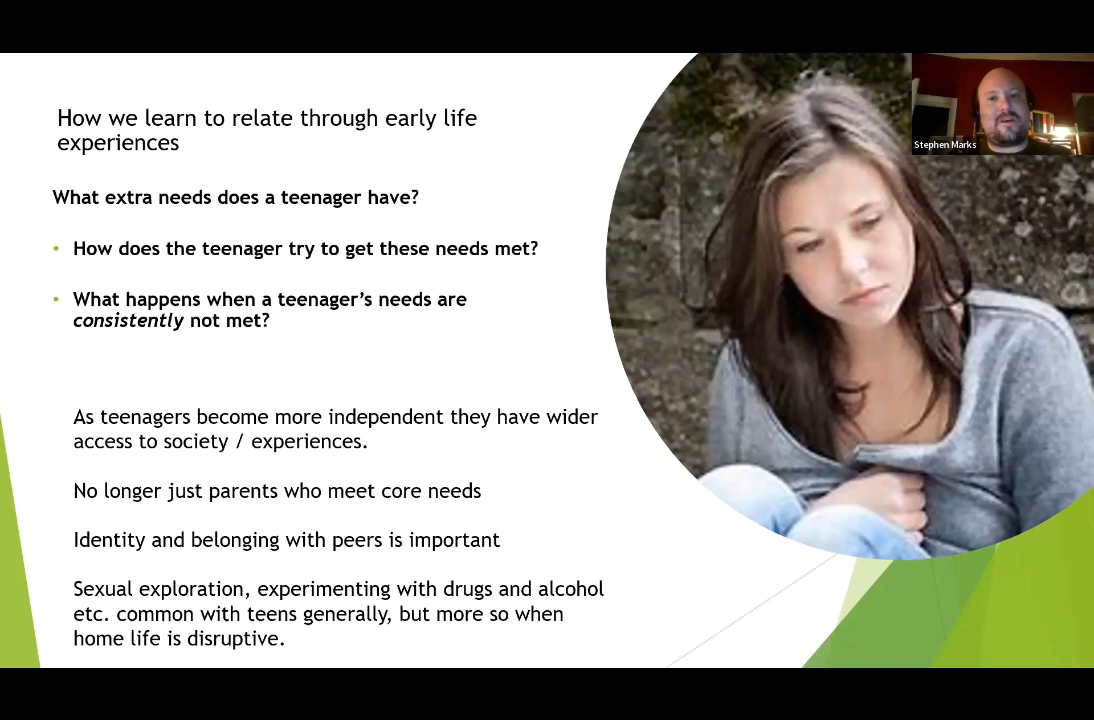 How we learn to relate through early life
experiences
Stephen Marks
What extra needs does a teenager have?
• How does the teenager try to get these needs met?
• What happens when a teenager’s needs are
consistently not met?
As teenagers become more independent they have wider
access to society / experiences.
No longer just parents who meet core needs
Identity and belonging with peers is important
Sexual exploration, experimenting with drugs and alcohol
etc. common with teens generally, but more so when
home life is disruptive.